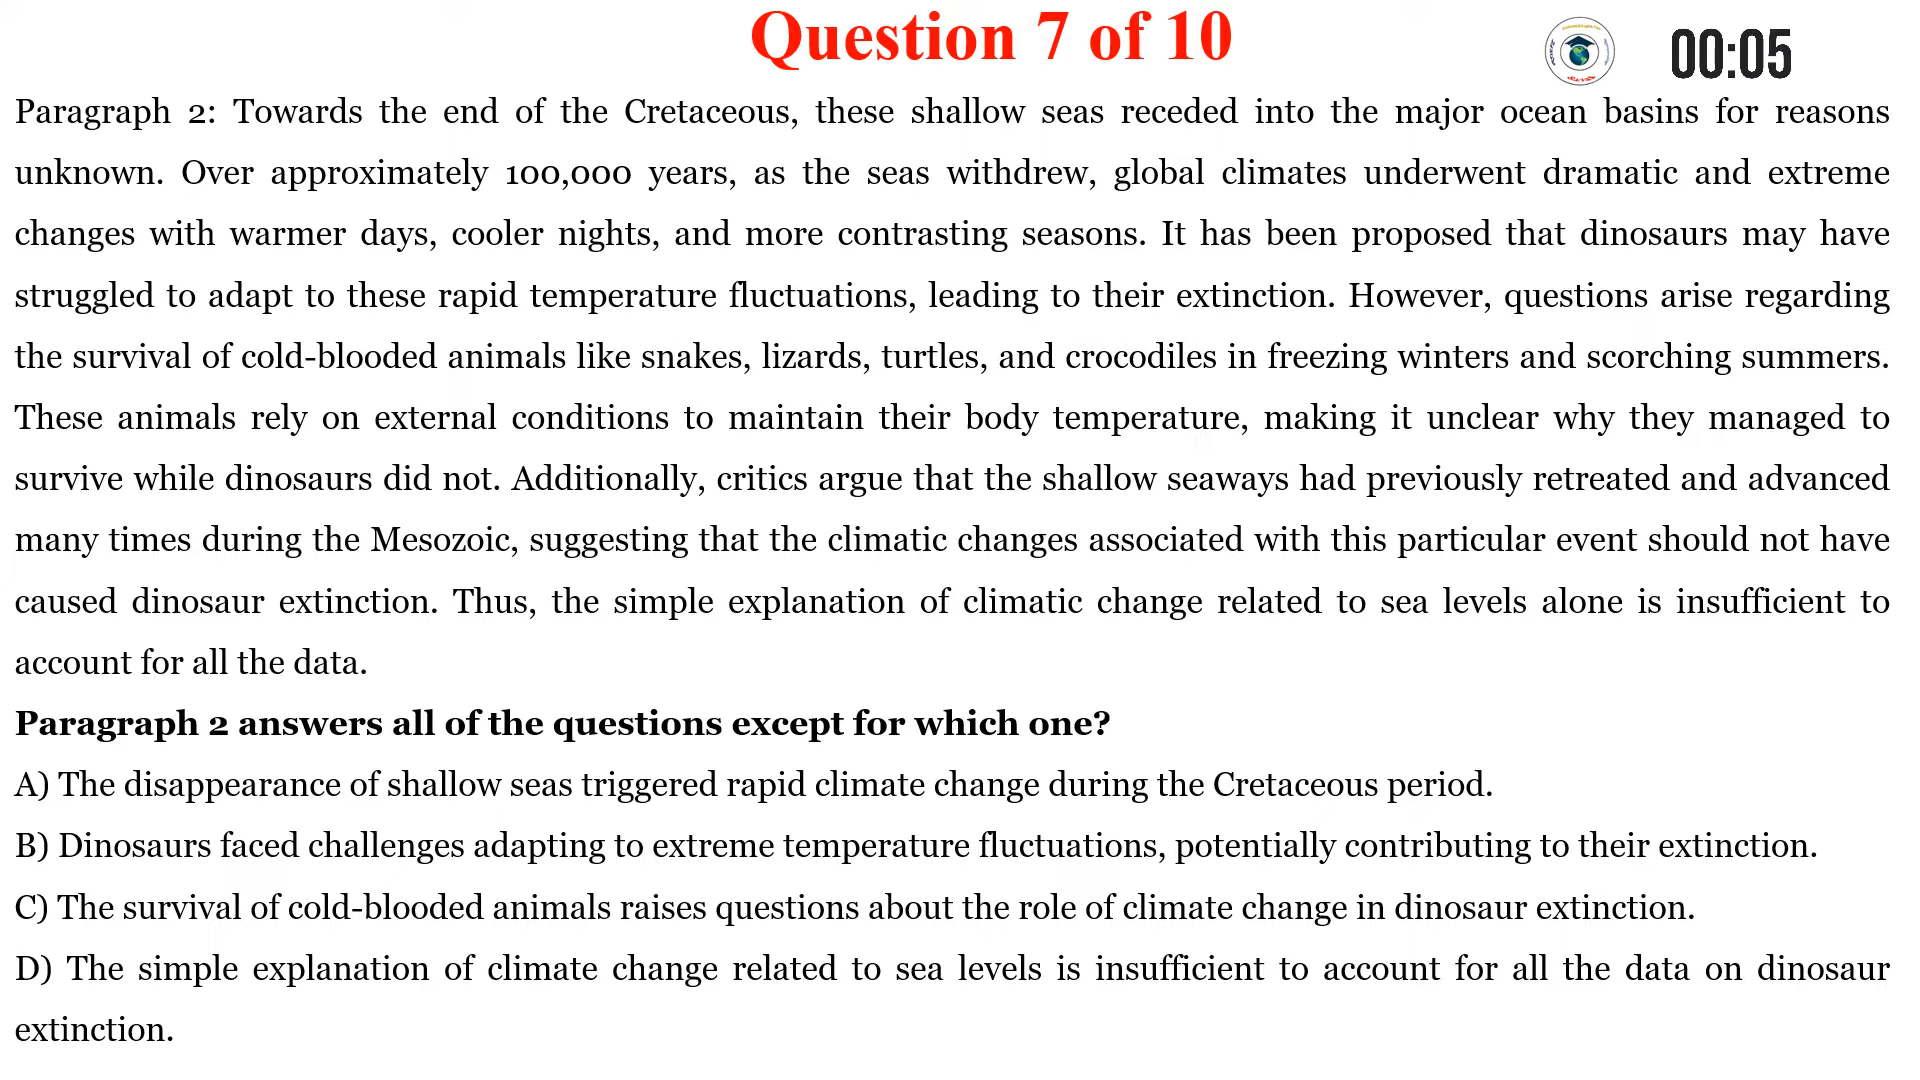 Question 7 of 10
00:05
Paragraph 2: Towards the end of the Cretaceous, these shallow seas receded into the major ocean basins for reasons
unknown. Over approximately 100,000 years, as the seas withdrew, global climates underwent dramatic and extreme
changes with warmer days, cooler nights, and more contrasting seasons. It has been proposed that dinosaurs may have
struggled to adapt to these rapid temperature fluctuations, leading to their extinction. However, questions arise regarding
the survival of cold-blooded animals like snakes, lizards, turtles, and crocodiles in freezing winters and scorching summers.
These animals rely on external conditions to maintain their body temperature, making it unclear why they managed to
survive while dinosaurs did not. Additionally, critics argue that the shallow seaways had previously retreated and advanced
many times during the Mesozoic, suggesting that the climatic changes associated with this particular event should not have
caused dinosaur extinction. Thus, the simple explanation of climatic change related to sea levels alone is insufficient to
account for all the data.
Paragraph 2 answers all of the questions except for which one?
A) The disappearance of shallow seas triggered rapid climate change during the Cretaceous period.
B) Dinosaurs faced challenges adapting to extreme temperature fluctuations, potentially contributing to their extinction.
C) The survival of cold-blooded animals raises questions about the role of climate change in dinosaur extinction.
D) The simple explanation of climate change related to sea levels is insufficient to account for all the data on dinosaur
extinction.